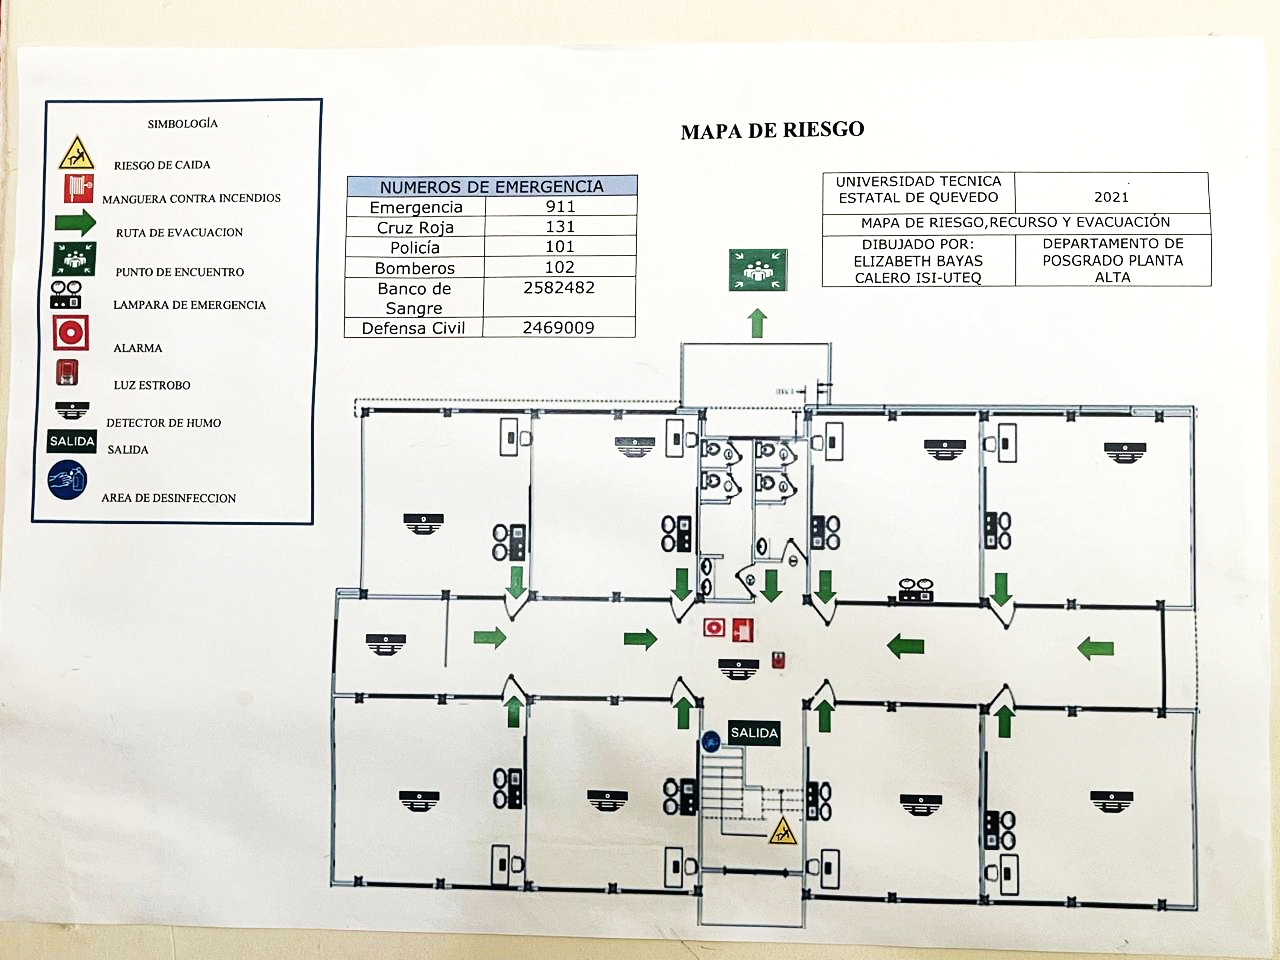 MAPA DE RIESGO
SIMBOLOGÍA
RIESGO DE CAIDA
MANGUERA CONTRA INCENDIOS
RUTA DE EVACUACION
PUNTO DE ENCUENTRO
LAMPARA DE EMERGENCIA
ALARMA
LUZ ESTROBO
DETECTOR DE HUMO
SALIDA SALIDA
AREA DE DESINFECCION
NUMEROS DE EMERGENCIA
Emergencia 911
Cruz Roja 131
Policía 101
Bomberos 102
Banco de 2582482
Sangre
Defensa Civil 2469009
UNIVERSIDAD TECNICA
ESTATAL DE QUEVEDO
2021
MAPA DE RIESGO,RECURSO Y EVACUACIÓN
DIBUJADO POR:
ELIZABETH BAYAS
CALERO ISI-UTEQ
DEPARTAMENTO DE
POSGRADO PLANTA
ALTA
SALIDA